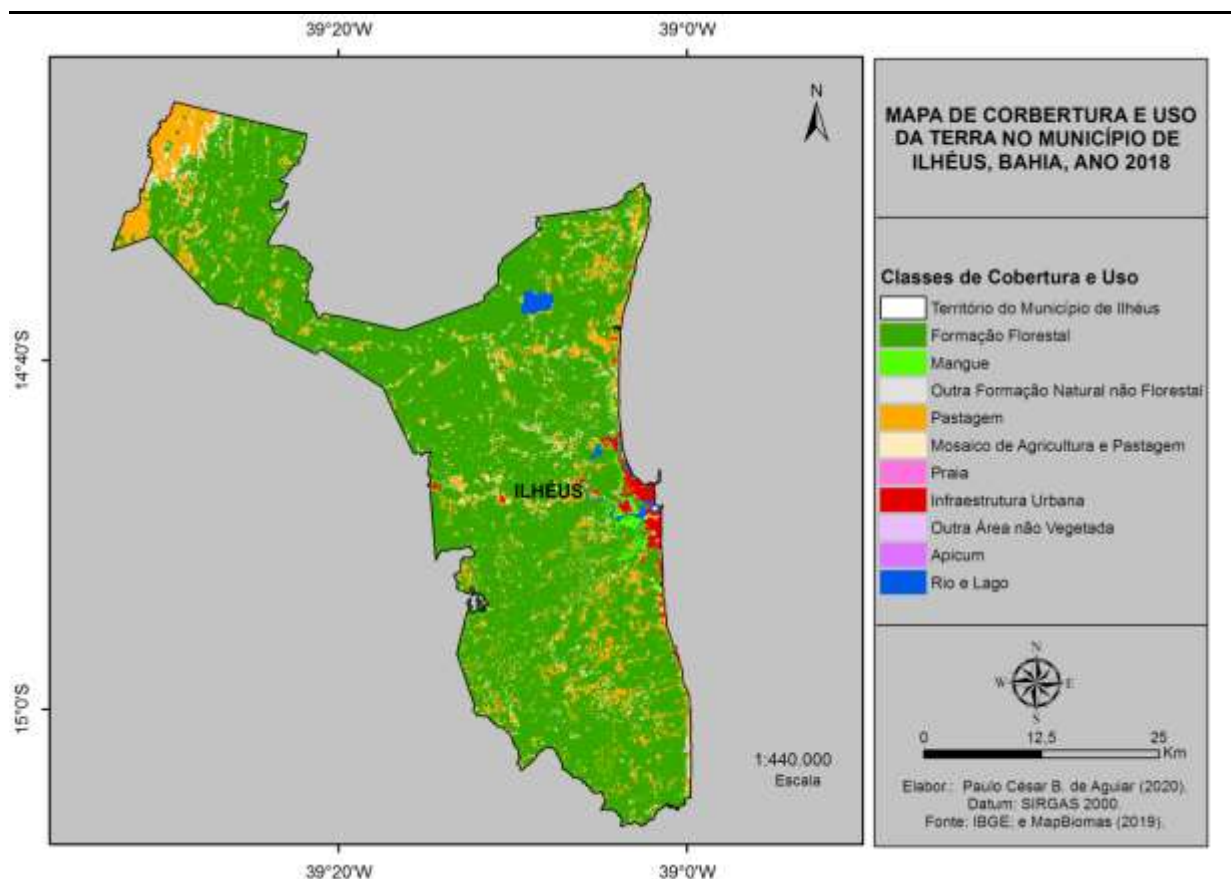 39°20'W
39°0'W
N
14°40'S
ILHÉUS
15°0'S
1:440.000
Escala
39°20'W
39°0'W
MAPA DE CORBERTURA E USO
DA TERRA NO MUNICÍPIO DE
ILHÉUS, BAHIA, ANO 2018
Classes de Cobertura e Uso
Território do Município de Ilhéus
Formação Florestal
Mangue
Outra Formação Natural não Florestal
Pastagem
Mosaico de Agricultura e Pastagem
Praia
Infraestrutura Urbana
Outra Área não Vegetada
Apicum
Rio e Lago
N
W E
S
0 12,5 25
Km
Elabor.: Paulo César B. de Aguiar (2020).
Datum: SIRGAS 2000.
Fonte: IBGE; e MapBiomas (2019).